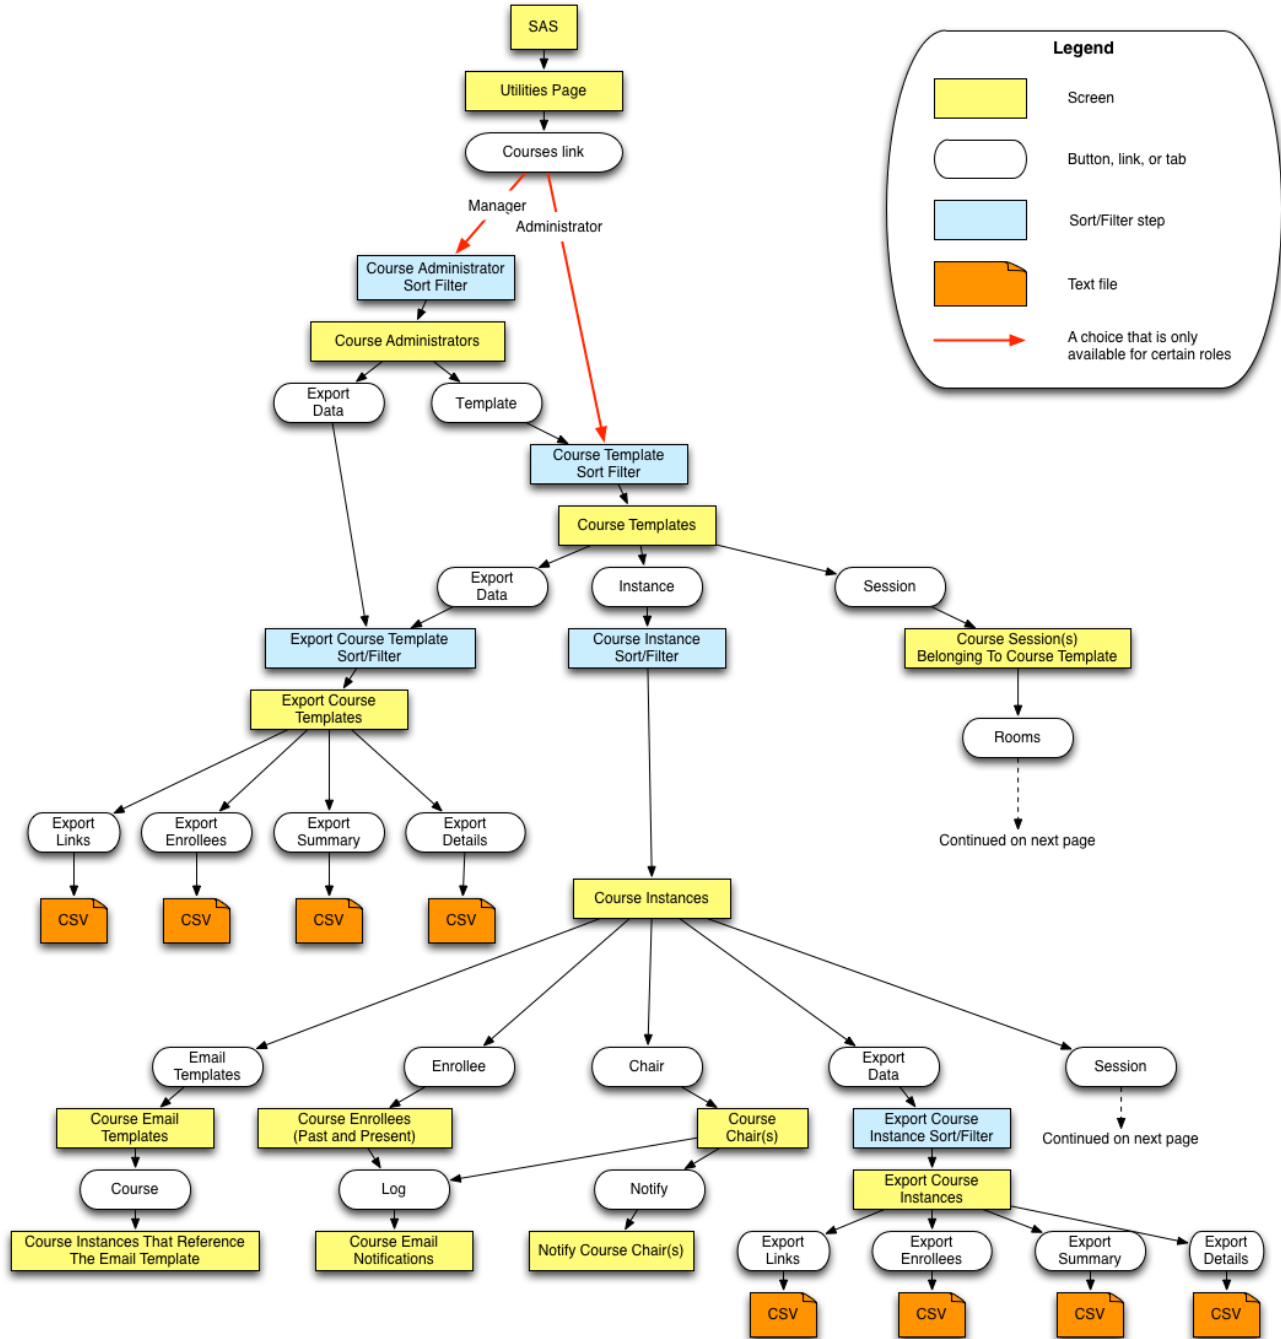 SAS
Legend
Utilities Page
Screen
Courses link
Button, link, or tab
Manager
Administrator
Sort/Filter step
Course Administrator
Sort Filter
Text file
Course Administrators
A choice that is only
available for certain roles
Export
Data
Template
Course Template
Sort Filter
Course Templates
Export
Data
Instance
Session
Export Course Template
Sort/Filter
Course Instance
Sort/Filter
Course Session(s)
Belonging To Course Template
Export Course
Templates
Rooms
Export
Links
Export
Enrollees
Export
Summary
Export
Details
Continued on next page
CSV
CSV
CSV
CSV
Course Instances
Email
Templates
Enrollee
Chair
Export
Data
Session
Course Email
Templates
Course Enrollees
(Past and Present)
Course
Chair(s)
Export Course
Instance Sort/Filter
Continued on next page
Course
Log
Notify
Export Course
Instances
Course Instances That Reference
The Email Template
Course Email
Notifications
Notify Course Chair(s)
Export
Links
Export
Enrollees
Export
Summary
Export
Details
CSV
CSV
CSV
CSV